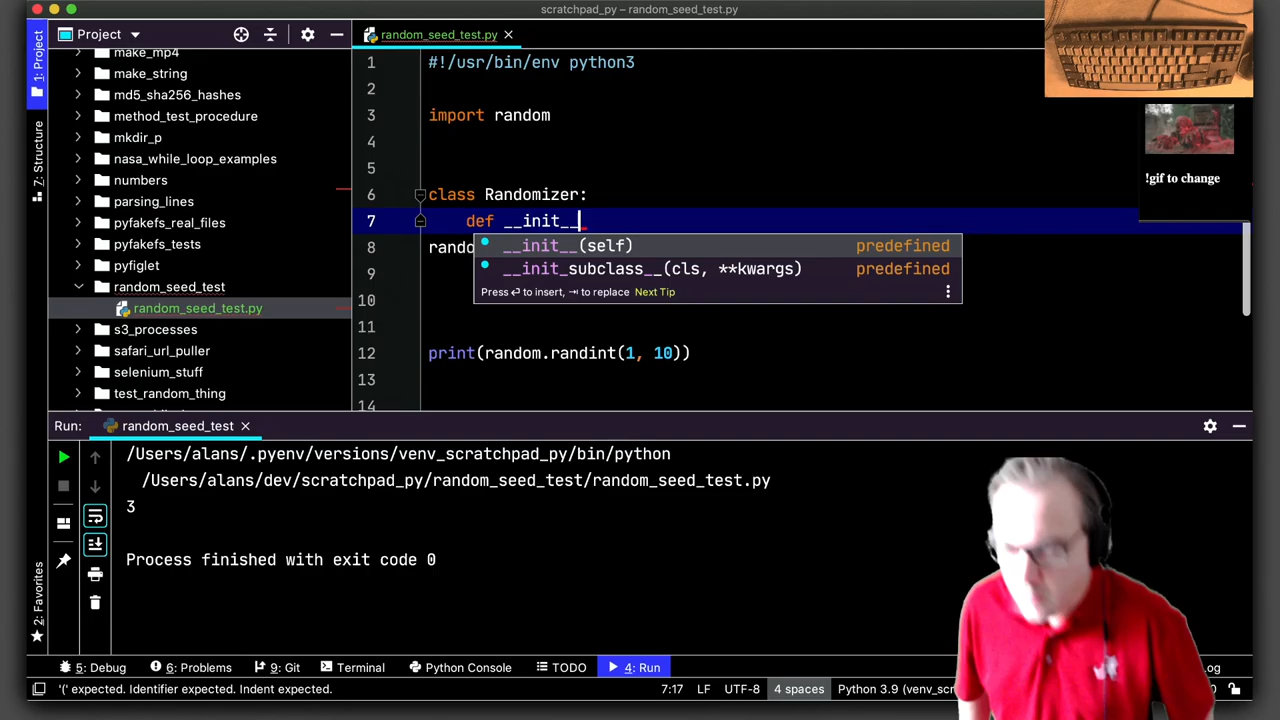 scratchpad_py – random_seed_test.py
Project
random_seed_test.py
1: Project
7: Structure
2: Favorites
make_mp4
make_string
md5_sha256_hashes
method_test_procedure
mkdir_p
nasa_while_loop_examples
numbers
parsing_lines
pyfakefs_real_files
pyfakefs_tests
pyfiglet
random_seed_test
random_seed_test.py
s3_processes
safari_url_puller
selenium_stuff
test_random_thing
1 #!/usr/bin/env python3
2
3 import random
4
5
6 class Randomizer:
7 def __init__
8 rando
9
10
11
12 print(random.randint(1, 10))
13
14
__init__(self) predefined
__init_subclass__(cls, **kwargs) predefined
Press ⏎ to insert, ⇥ to replace Next Tip
!gif to change
Run: random_seed_test
/Users/alans/.pyenv/versions/venv_scratchpad_py/bin/python
/Users/alans/dev/scratchpad_py/random_seed_test/random_seed_test.py
3
Process finished with exit code 0
5: Debug 6: Problems 9: Git Terminal Python Console TODO 4: Run og
'(' expected. Identifier expected. Indent expected. 7:17 LF UTF-8 4 spaces Python 3.9 (venv_scr